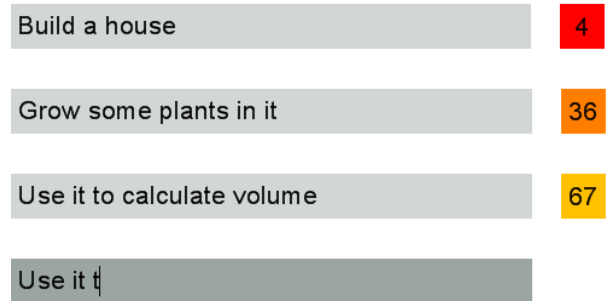 Build a house 4
Grow some plants in it 36
Use it to calculate volume 67
Use it t